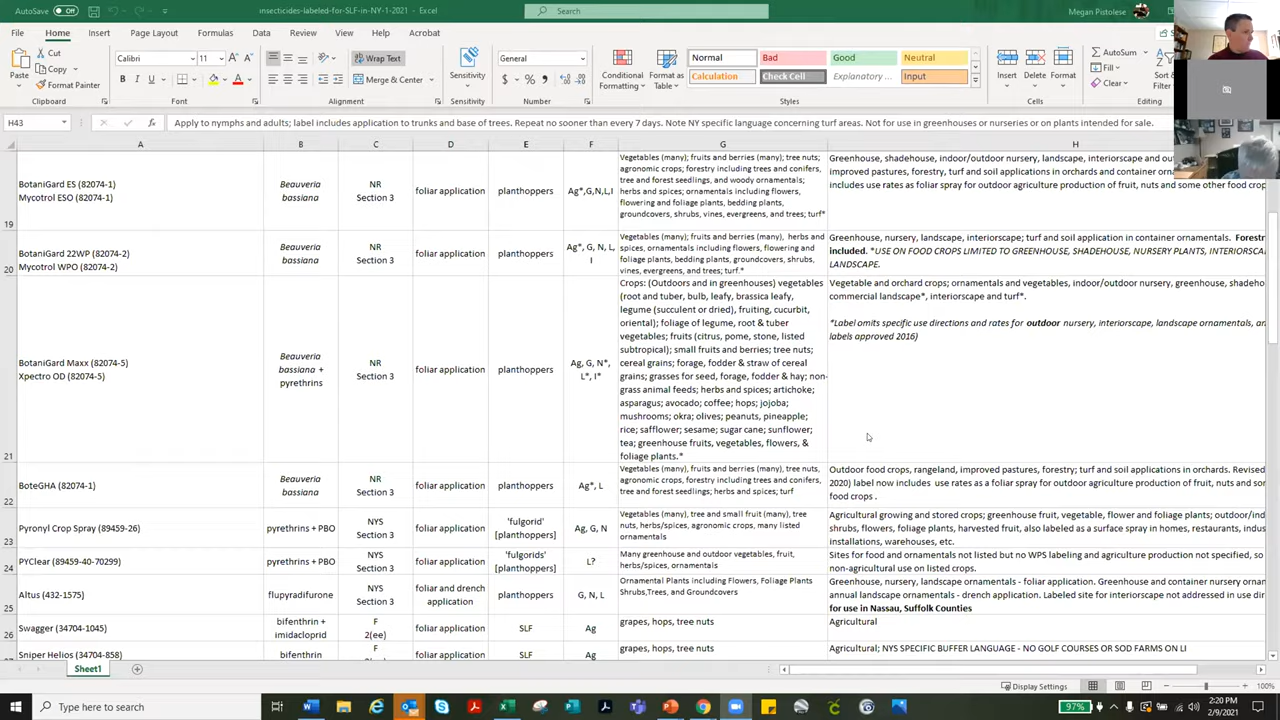 AutoSave Off insecticides-labeled-for-SLF-in-NY-1-2021 - Excel Search Megan Pistolese
File Home Insert Page Layout Formulas Data Review View Help Acrobat
Paste Cut Copy Format Painter Clipboard
Calibri 11 B I U Font
Wrap Text Merge & Center Alignment
Sensitivity Sensitivity
General $ % Number
Conditional Formatting Format as Table
Normal Bad Good Neutral
Calculation Check Cell Explanatory ... Input
Styles
Insert Delete Format Cells
AutoSum Fill Clear Sort & Editing
H43 fx Apply to nymphs and adults; label includes application to trunks and base of trees. Repeat no sooner than every 7 days. Note NY specific language concerning turf areas. Not for use in greenhouses or nurseries or on plants intended for sale.
A B C D E F G H
19
BotaniGard ES (82074-1)
Mycotrol ESO (82074-1)
Beauveria
bassiana
NR
Section 3
foliar application
planthoppers
Ag*,G,N,L,I
Vegetables (many); fruits and berries (many); tree nuts;
agronomic crops; forestry including trees and conifers,
tree and forest seedlings, and woody ornamentals;
herbs and spices; ornamentals including flowers,
flowering and foliage plants, bedding plants,
groundcovers, shrubs, vines, evergreens, and trees; turf*
Greenhouse, shadehouse, indoor/outdoor nursery, landscape, interiorscape and
improved pastures, forestry, turf and soil applications in orchards and container
includes use rates as foliar spray for outdoor agriculture production of fruit, nuts and some other food
20
BotaniGard 22WP (82074-2)
Mycotrol WPO (82074-2)
Beauveria
bassiana
NR
Section 3
foliar application
planthoppers
Ag*, G, N, L,
I
Vegetables (many); fruits and berries (many), herbs and
spices, ornamentals including flowers, flowering and
foliage plants, bedding plants, groundcovers, shrubs,
vines, evergreens, and trees; turf.*
Greenhouse, nursery, landscape, interiorscape; turf and soil application in container ornamentals.
included. *USE ON FOOD CROPS LIMITED TO GREENHOUSE, SHADEHOUSE, NURSERY PLANTS,
LANDSCAPE.
21
BotaniGard Maxx (82074-5)
Xpectro OD (82074-5)
Beauveria
bassiana +
pyrethrins
NR
Section 3
foliar application
planthoppers
Ag, G, N*,
L*, I*
Crops: (Outdoors and in greenhouses) vegetables
(root and tuber, bulb, leafy, brassica leafy,
legume (succulent or dried), fruiting, cucurbit,
oriental); foliage of legume, root & tuber
vegetables; fruits (citrus, pome, stone, listed
subtropical); small fruits and berries; tree nuts;
cereal grains; forage, fodder & straw of cereal
grains; grasses for seed, forage, fodder & hay; non-
grass animal feeds; herbs and spices; artichoke;
asparagus; avocado; coffee; hops; jojoba;
mushrooms; okra; olives; peanuts, pineapple;
rice; safflower; sesame; sugar cane; sunflower;
tea; greenhouse fruits, vegetables, flowers, &
foliage plants.*
Vegetable and orchard crops; ornamentals and vegetables, indoor/outdoor nursery, greenhouse,
commercial landscape*, interiorscape and turf*.
*Label omits specific use directions and rates for outdoor nursery, interiorscape, landscape ornamentals,
labels approved 2016)
22
BoteGHA (82074-1)
Beauveria
bassiana
NR
Section 3
foliar application
planthoppers
Ag*, L
Vegetables (many), fruits and berries (many), tree nuts,
agronomic crops, forestry including trees and conifers,
tree and forest seedlings; herbs and spices; turf
Outdoor food crops, rangeland, improved pastures, forestry; turf and soil applications in orchards. Revised
2020) label now includes use rates as a foliar spray for outdoor agriculture production of fruit, nuts and
food crops .
23
Pyronyl Crop Spray (89459-26)
pyrethrins + PBO
NYS
Section 3
foliar application
'fulgorid'
[planthoppers]
Ag, G, N
Vegetables (many), tree and small fruit (many), tree
nuts, herbs/spices, agronomic crops, many listed
ornamentals
Agricultural growing and stored crops; greenhouse fruit, vegetable, flower and foliage plants;
shrubs, flowers, foliage plants, harvested fruit, also labeled as a surface spray in homes, restaurants,
installations, warehouses, etc.
24
PYClear (89459-40-70299)
pyrethrins + PBO
NYS
Section 3
foliar application
'fulgorids'
[planthoppers]
L?
Many greenhouse and outdoor vegetables, fruit,
herbs/spices, ornamentals
Sites for food and ornamentals not listed but no WPS labeling and agriculture production not specified, so
non-agricultural use on listed crops.
25
Altus (432-1575)
flupyradifurone
NYS
Section 3
foliar and drench
application
planthoppers
G, N, L
Ornamental Plants including Flowers, Foliage Plants
Shrubs,Trees, and Groundcovers
Greenhouse, nursery, landscape ornamentals - foliar application. Greenhouse and container nursery
annual landscape ornamentals - drench application. Labeled site for interiorscape not addressed in use
for use in Nassau, Suffolk Counties
26
Swagger (34704-1045)
bifenthrin +
imidacloprid
F
2(ee)
foliar application
SLF
Ag
grapes, hops, tree nuts
Agricultural
Sniper Helios (34704-858)
bifenthrin
F
foliar application
SLF
Ag
grapes, hops, tree nuts
Agricultural; NYS SPECIFIC BUFFER LANGUAGE - NO GOLF COURSES OR SOD FARMS ON LI
Sheet1
Display Settings 100%
Type here to search
97% 2:20 PM
2/9/2021